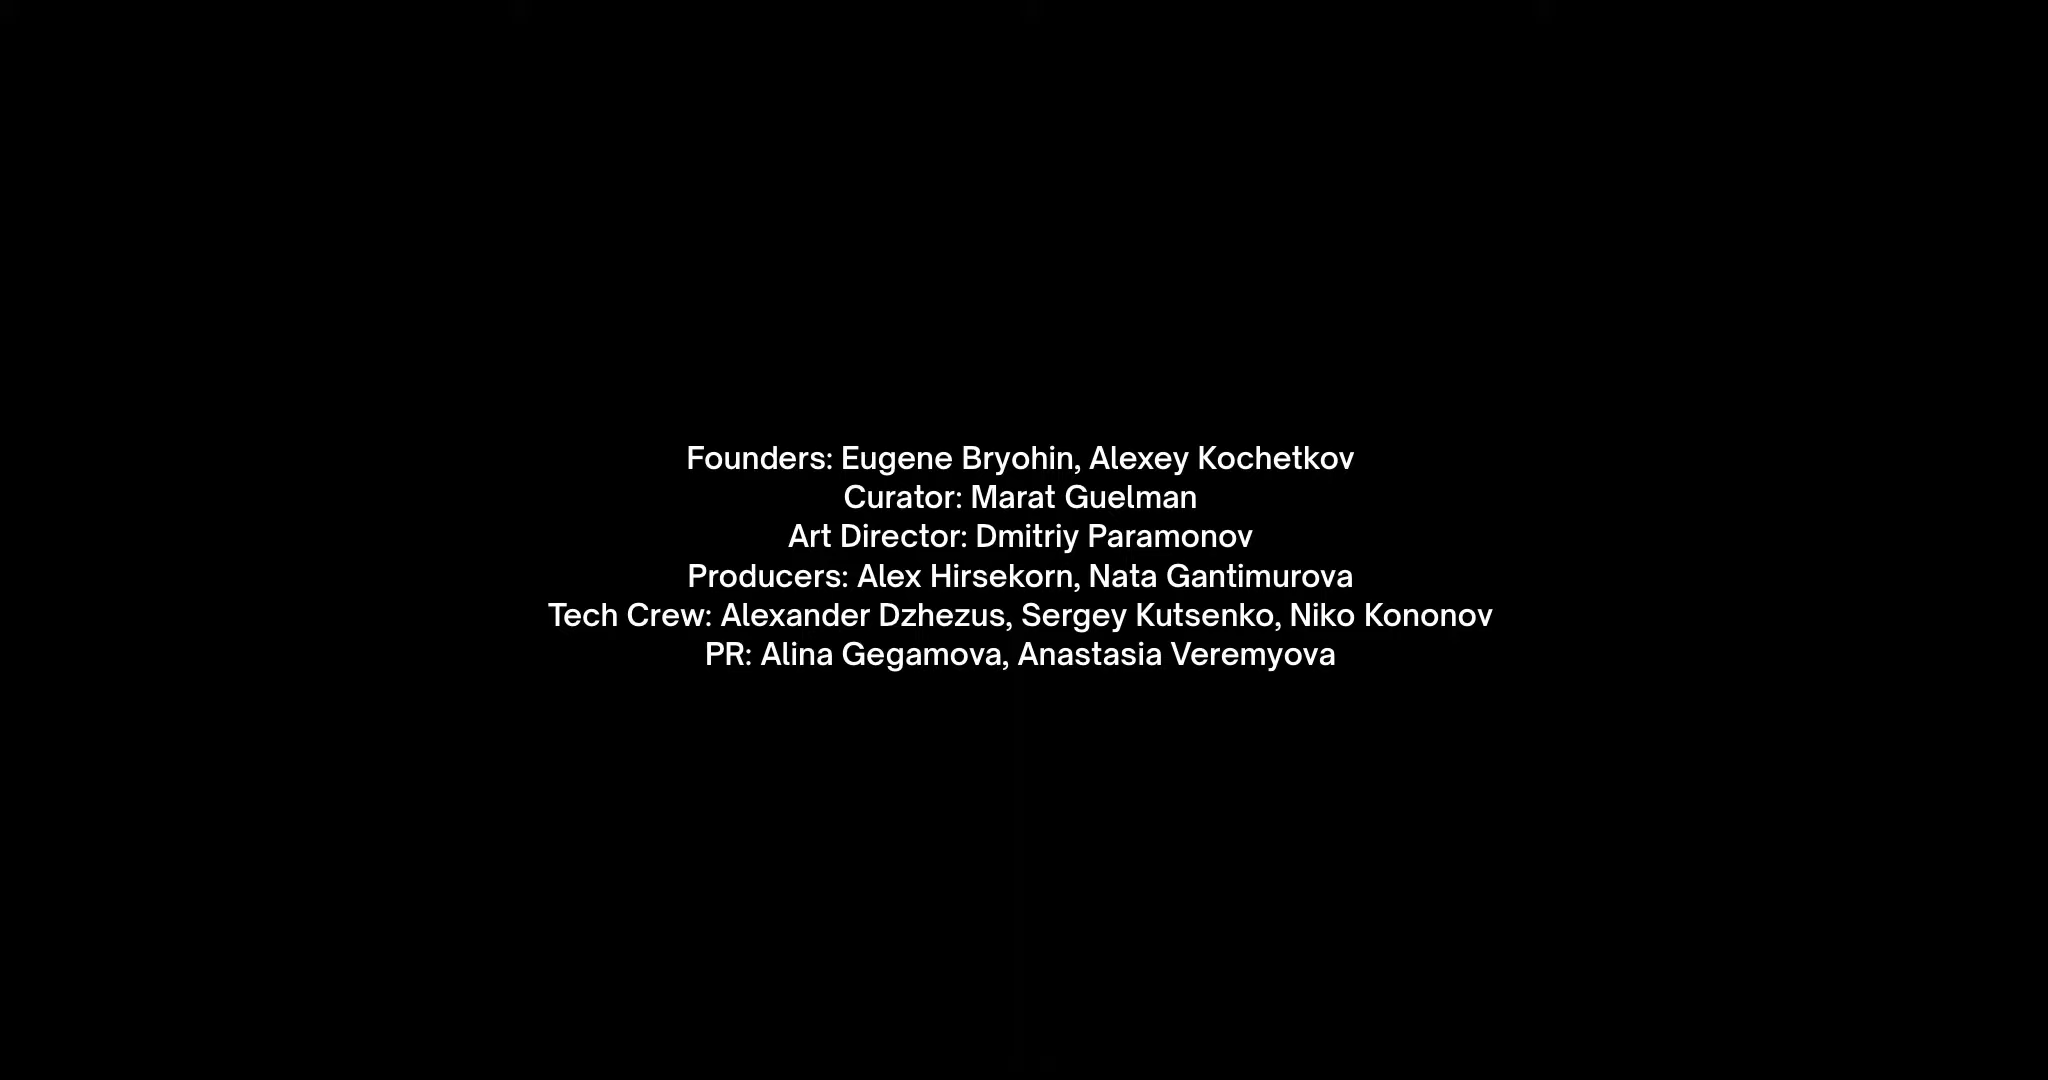 Founders: Eugene Bryohin, Alexey Kochetkov
Curator: Marat Guelman
Art Director: Dmitriy Paramonov
Producers: Alex Hirsekorn, Nata Gantimurova
Tech Crew: Alexander Dzhezus, Sergey Kutsenko, Niko Kononov
PR: Alina Gegamova, Anastasia Veremyova